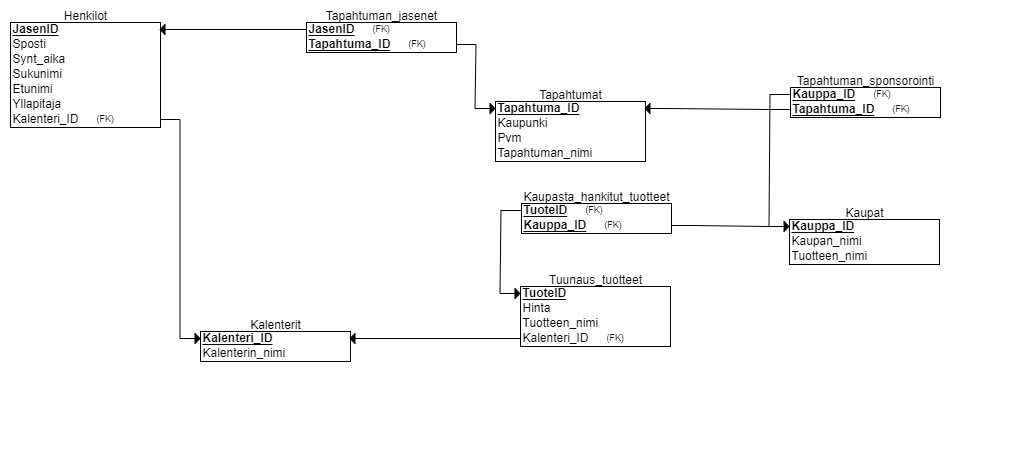 Henkilot
JasenID
Sposti
Synt_aika
Sukunimi
Etunimi
Yllapitaja
Kalenteri_ID (FK)
Tapahtuman_jasenet
JasenID (FK)
Tapahtuma_ID (FK)
Tapahtumat
Tapahtuma_ID
Kaupunki
Pvm
Tapahtuman_nimi
Tapahtuman_sponsorointi
Kauppa_ID (FK)
Tapahtuma_ID (FK)
Kaupasta_hankitut_tuotteet
TuoteID (FK)
Kauppa_ID (FK)
Kaupat
Kauppa_ID
Kaupan_nimi
Tuotteen_nimi
Tuunaus_tuotteet
TuoteID
Hinta
Tuotteen_nimi
Kalenteri_ID (FK)
Kalenterit
Kalenteri_ID
Kalenterin_nimi